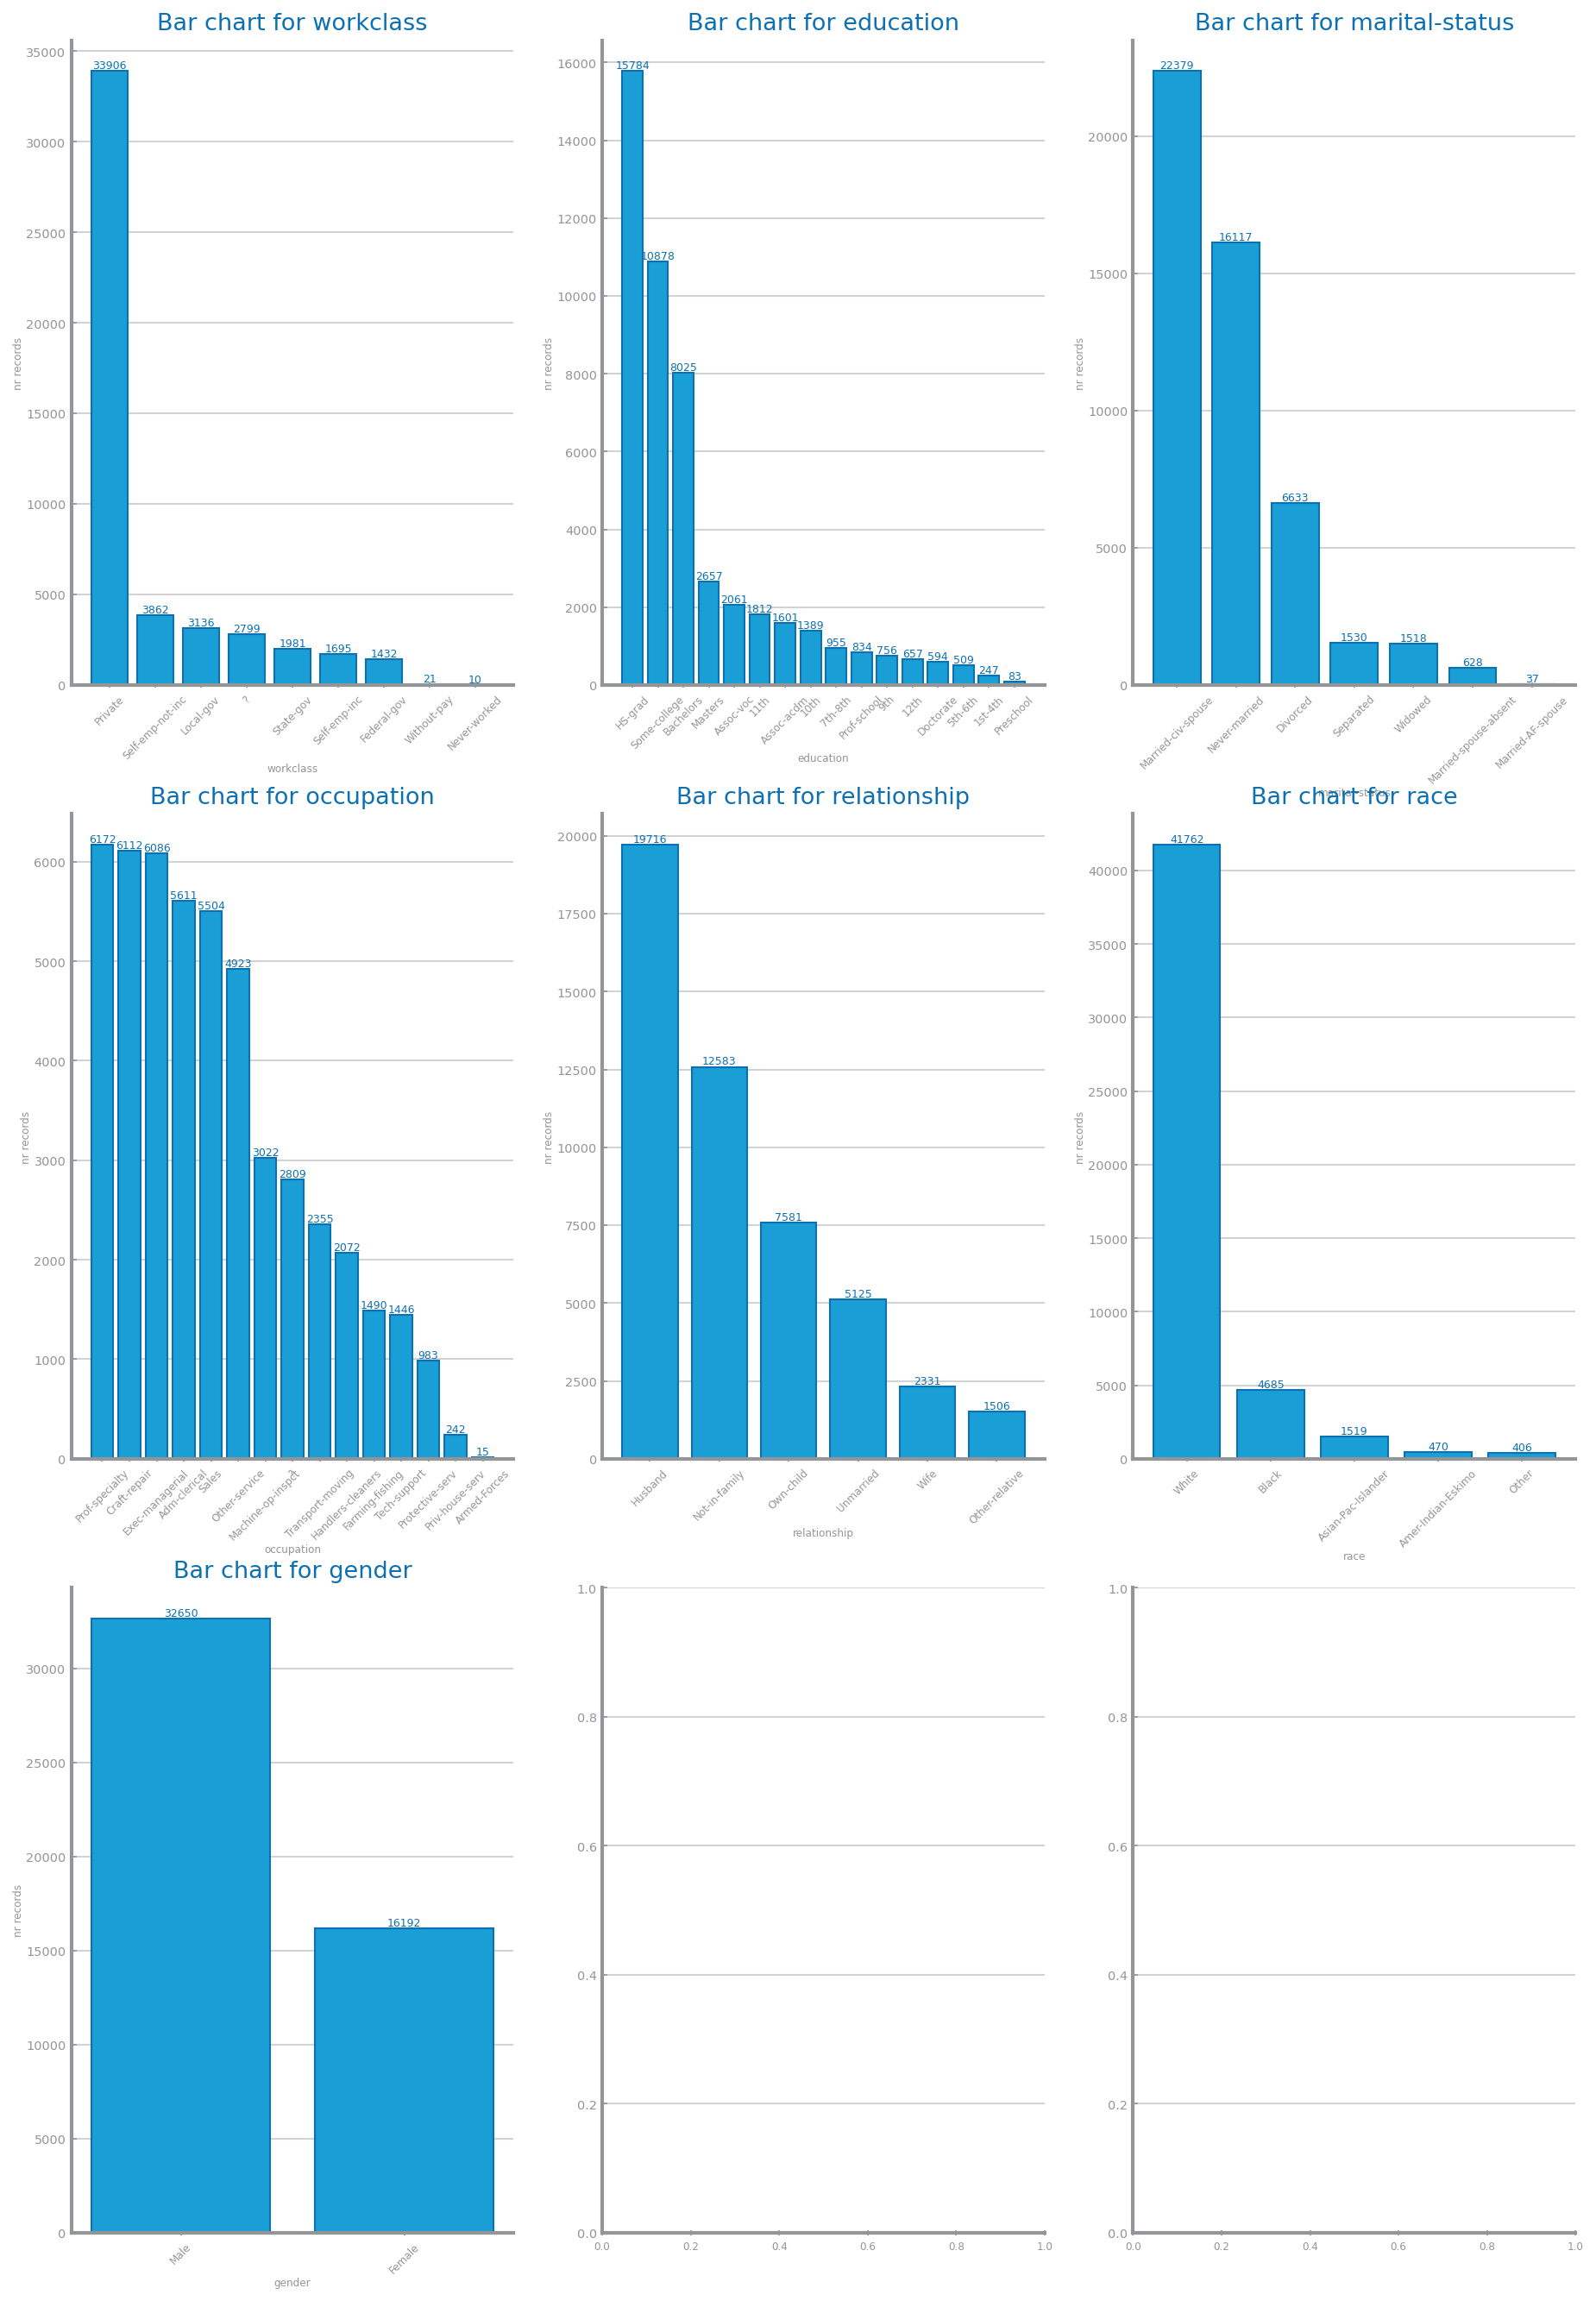 Bar chart for workclass
35000
30000
25000
20000
15000
10000
5000
0
nr records
33906
3862
3136
2799
1981
1695
1432
21
10
Private
Self-emp-not-inc
Local-gov
?
State-gov
Self-emp-inc
Federal-gov
Without-pay
Never-worked
workclass
Bar chart for education
16000
14000
12000
10000
8000
6000
4000
2000
0
nr records
15784
10878
8025
2657
2061
1812
1601
1389
955
834
756
657
594
509
247
83
HS-grad
Some-college
Bachelors
Masters
Assoc-voc
11th
Assoc-acdm
10th
7th-8th
Prof-school
9th
12th
Doctorate
5th-6th
1st-4th
Preschool
education
Bar chart for marital-status
20000
15000
10000
5000
0
nr records
22379
16117
6633
1530
1518
628
37
Married-civ-spouse
Never-married
Divorced
Separated
Widowed
Married-spouse-absent
Married-AF-spouse
marital-status
Bar chart for occupation
6000
5000
4000
3000
2000
1000
0
nr records
6172
6112
6086
5611
5504
4923
3022
2809
2355
2072
1490
1446
983
242
15
Prof-specialty
Craft-repair
Exec-managerial
Adm-clerical
Sales
Other-service
Machine-op-inspct
?
Transport-moving
Handlers-cleaners
Farming-fishing
Tech-support
Protective-serv
Priv-house-serv
Armed-Forces
occupation
Bar chart for relationship
20000
17500
15000
12500
10000
7500
5000
2500
0
nr records
19716
12583
7581
5125
2331
1506
Husband
Not-in-family
Own-child
Unmarried
Wife
Other-relative
relationship
Bar chart for race
40000
35000
30000
25000
20000
15000
10000
5000
0
nr records
41762
4685
1519
470
406
White
Black
Asian-Pac-Islander
Amer-Indian-Eskimo
Other
race
Bar chart for gender
30000
25000
20000
15000
10000
5000
0
nr records
32650
16192
Male
Female
gender
1.0
0.8
0.6
0.4
0.2
0.0
0.0 0.2 0.4 0.6 0.8 1.0
1.0
0.8
0.6
0.4
0.2
0.0
0.0 0.2 0.4 0.6 0.8 1.0